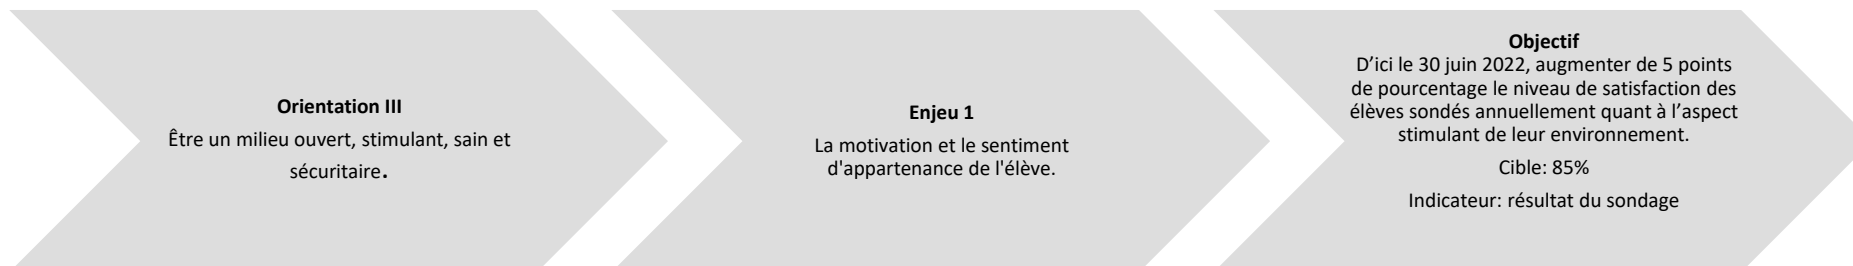 Orientation III
Être un milieu ouvert, stimulant, sain et
sécuritaire.
Enjeu 1
La motivation et le sentiment
d'appartenance de l'élève.
Objectif
D’ici le 30 juin 2022, augmenter de 5 points
de pourcentage le niveau de satisfaction des
élèves sondés annuellement quant à l’aspect
stimulant de leur environnement.
Cible: 85%
Indicateur: résultat du sondage